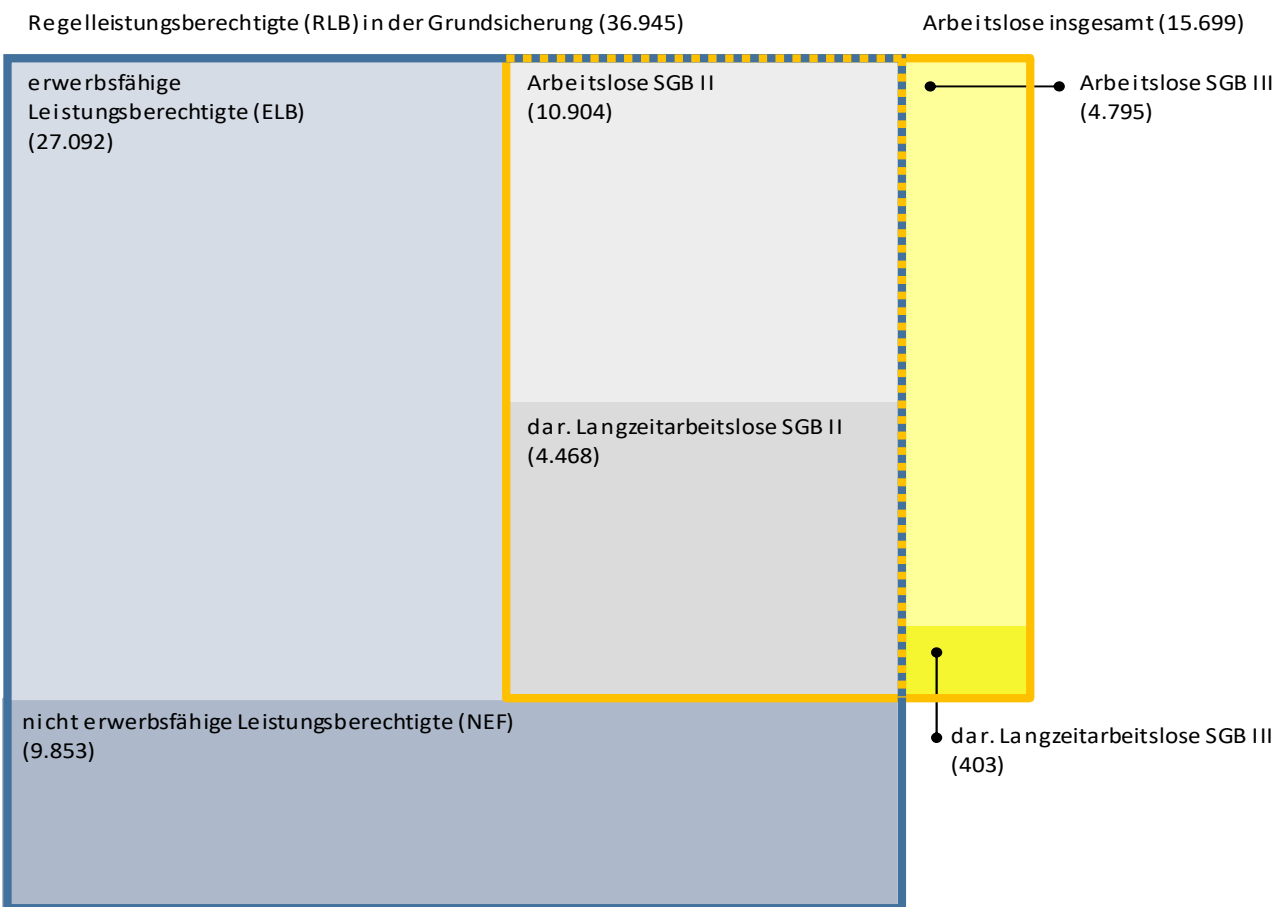 Regelleistungsberechtigte (RLB) in der Grundsicherung (36.945)
Arbeitslose insgesamt (15.699)
erwerbsfähige
Leistungsberechtigte (ELB)
(27.092)
Arbeitslose SGB II
(10.904)
Arbeitslose SGB III
(4.795)
dar. Langzeitarbeitslose SGB II
(4.468)
nicht erwerbsfähige Leistungsberechtigte (NEF)
(9.853)
dar. Langzeitarbeitslose SGB III
(403)